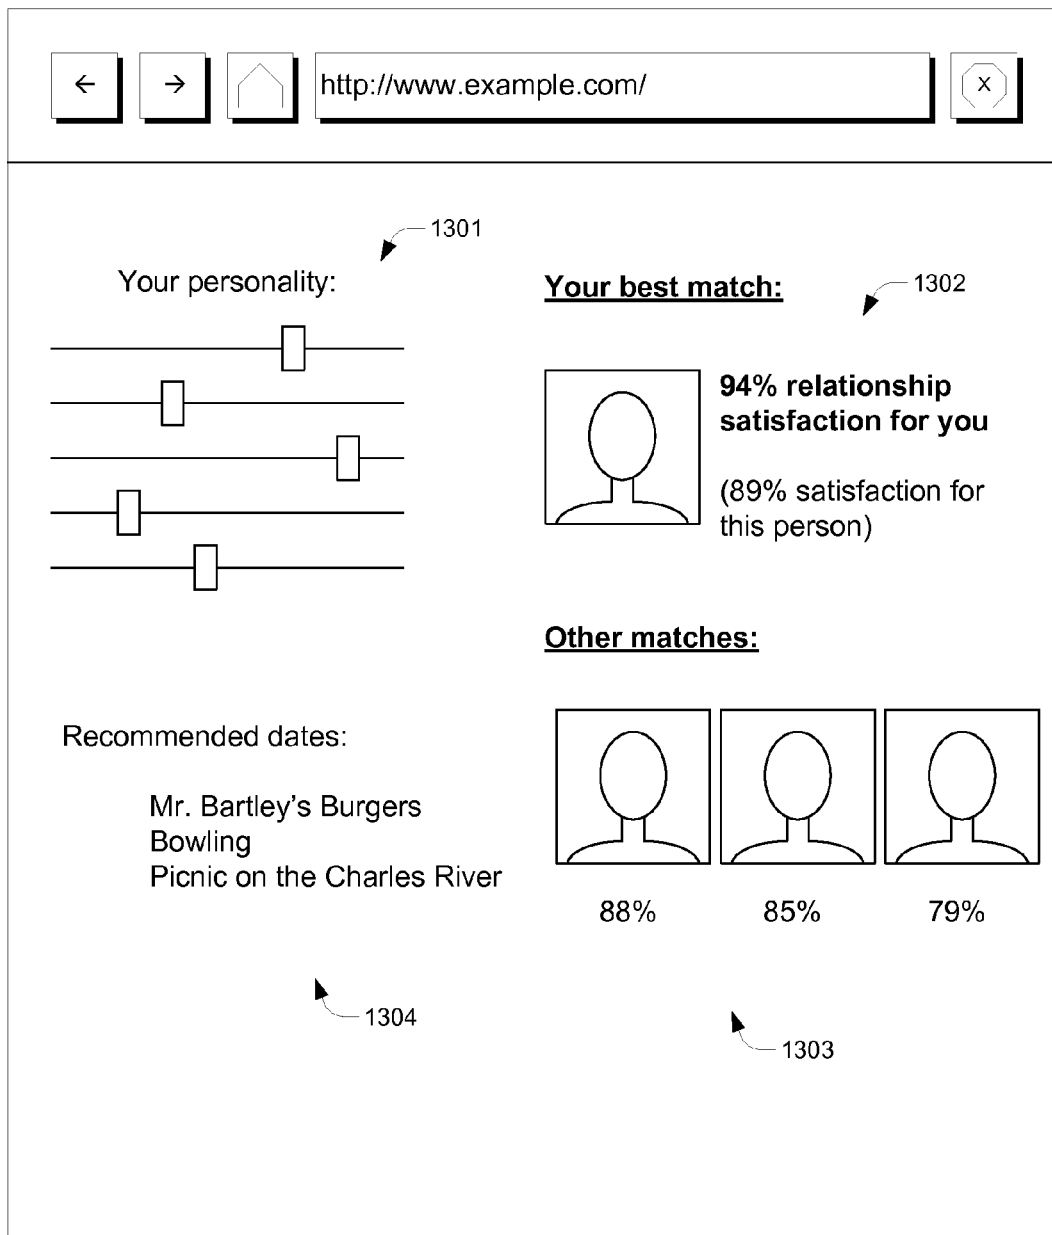 ← → http://www.example.com/ X
1301
Your personality:
Your best match:
1302
94% relationship
satisfaction for you
(89% satisfaction for
this person)
Other matches:
Recommended dates:
Mr. Bartley’s Burgers
Bowling
Picnic on the Charles River
88% 85% 79%
1304
1303